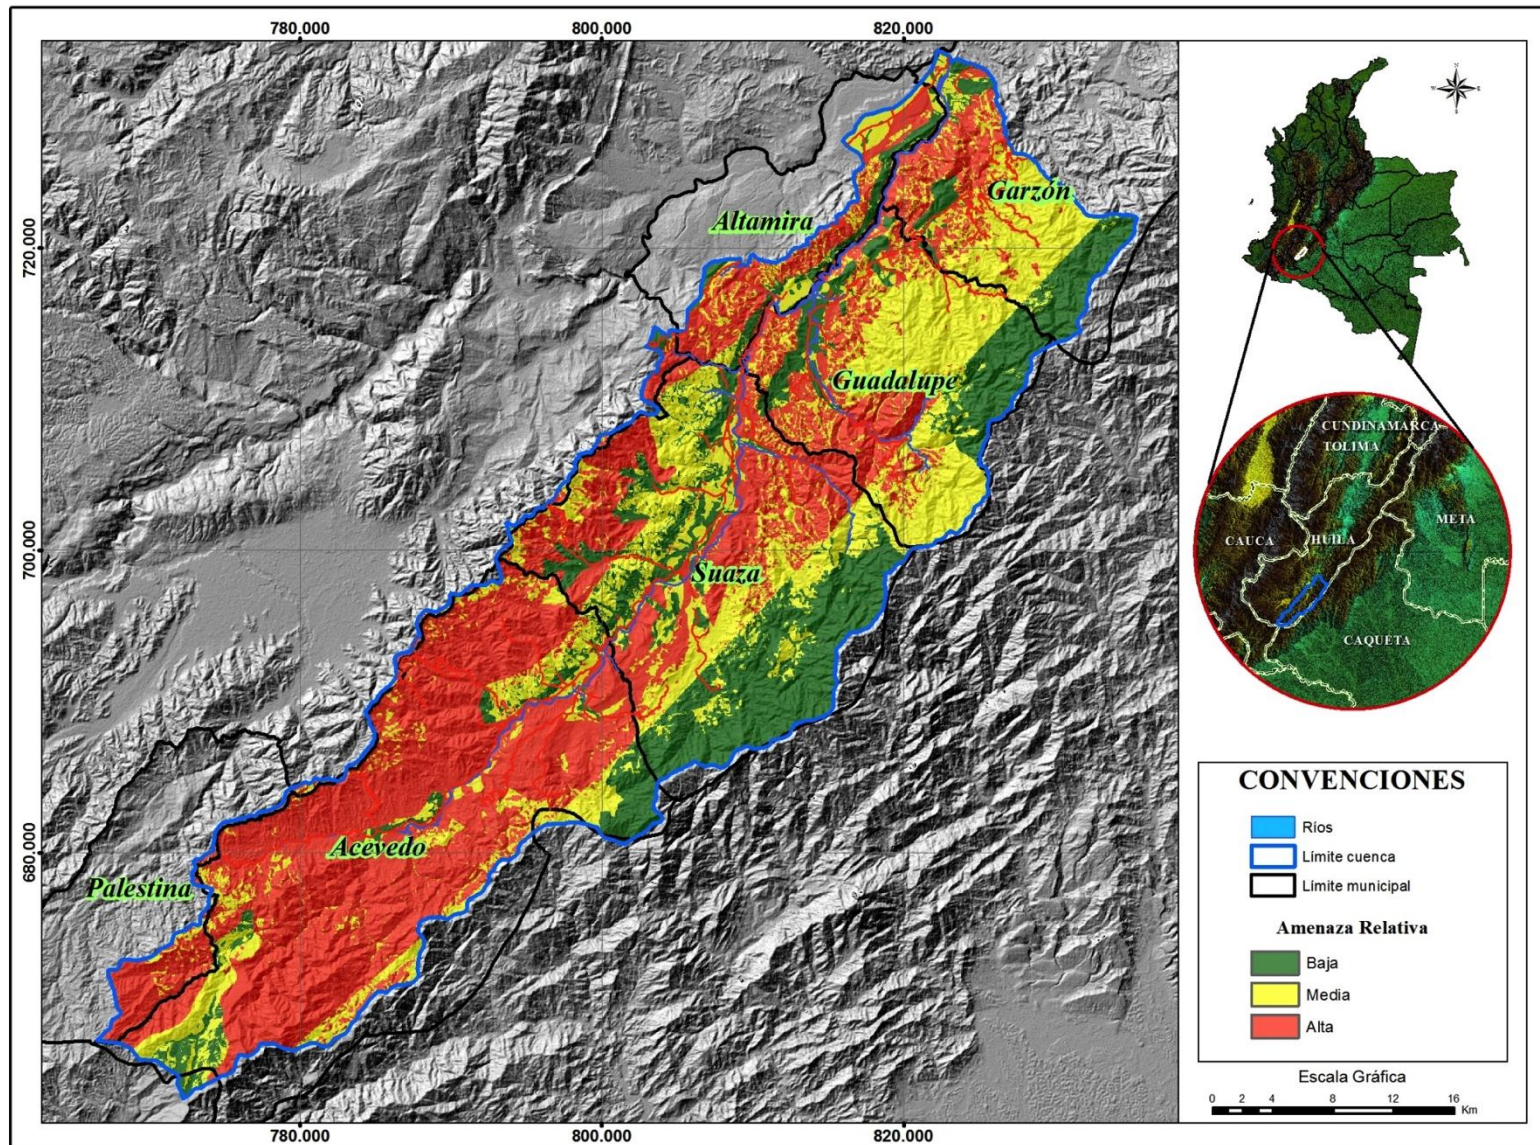 780.000 800.000 820.000
720.000
700.000
680.000
Garzón
Altamira
Guadalupe
Suaza
Acevedo
Palestina
780.000 800.000 820.000
N
W E
S
CUNDINAMARCA
TOLIMA
META
CAUCA
HUILA
CAQUETA
CONVENCIONES
Ríos
Límite cuenca
Límite municipal
Amenaza Relativa
Baja
Media
Alta
Escala Gráfica
0 2 4 8 12 16
Km